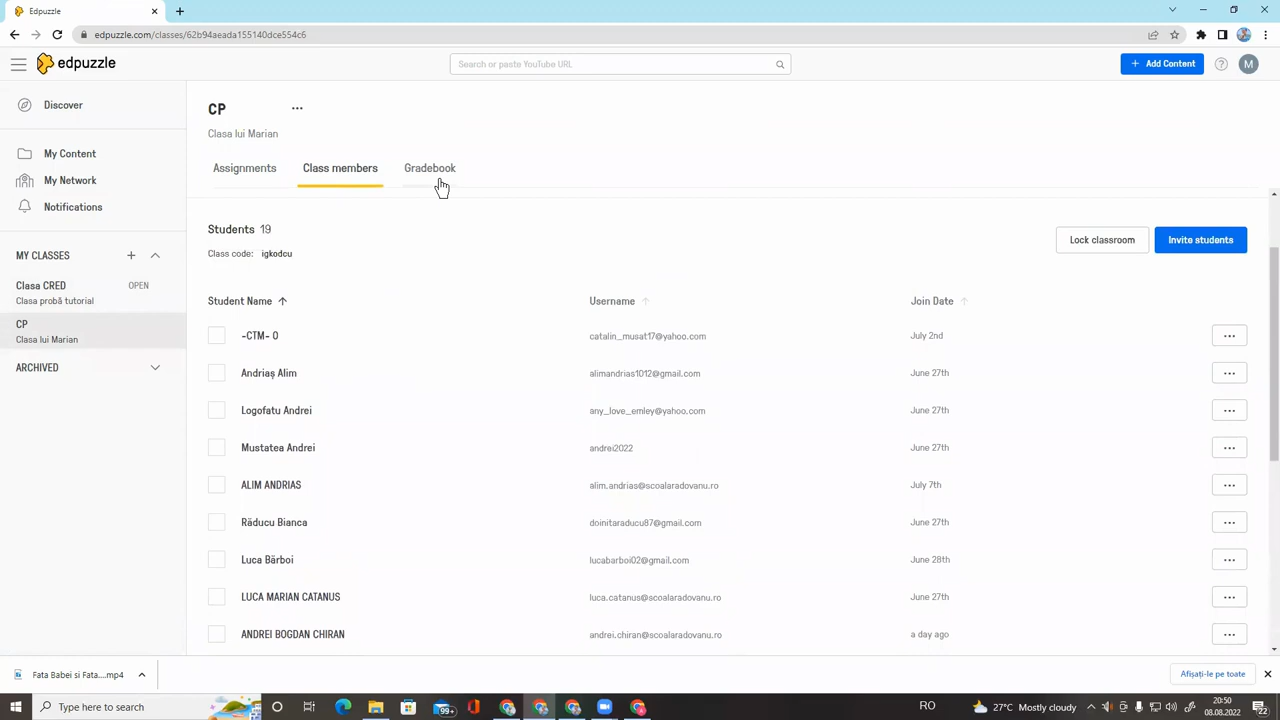 Edpuzzle
edpuzzle.com/classes/62b94aeada155140dce554c6
edpuzzle
Search or paste YouTube URL
+ Add Content
?
M
Discover
My Content
My Network
Notifications
MY CLASSES
Clasa CRED OPEN
Clasa probă tutorial
CP
Clasa lui Marian
ARCHIVED
CP ...
Clasa lui Marian
Assignments Class members Gradebook
Students 19
Class code: igkodcu
Lock classroom
Invite students
Student Name Username Join Date
-CTM- 0 catalin_musat17@yahoo.com July 2nd ...
Andriaș Alim alimandrias1012@gmail.com June 27th ...
Logofatu Andrei any_love_emley@yahoo.com June 27th ...
Mustatea Andrei andrei2022 June 27th ...
ALIM ANDRIAS alim.andrias@scoalaradovanu.ro July 7th ...
Răducu Bianca doinitaraducu87@gmail.com June 27th ...
Luca Bărboi lucabarboi02@gmail.com June 28th ...
LUCA MARIAN CATANUS luca.catanus@scoalaradovanu.ro June 27th ...
ANDREI BOGDAN CHIRAN andrei.chiran@scoalaradovanu.ro a day ago ...
Fata Babei si Fata....mp4
Afișați-le pe toate
Type here to search
99+
RO
27°C Mostly cloudy
20:50
08.08.2022